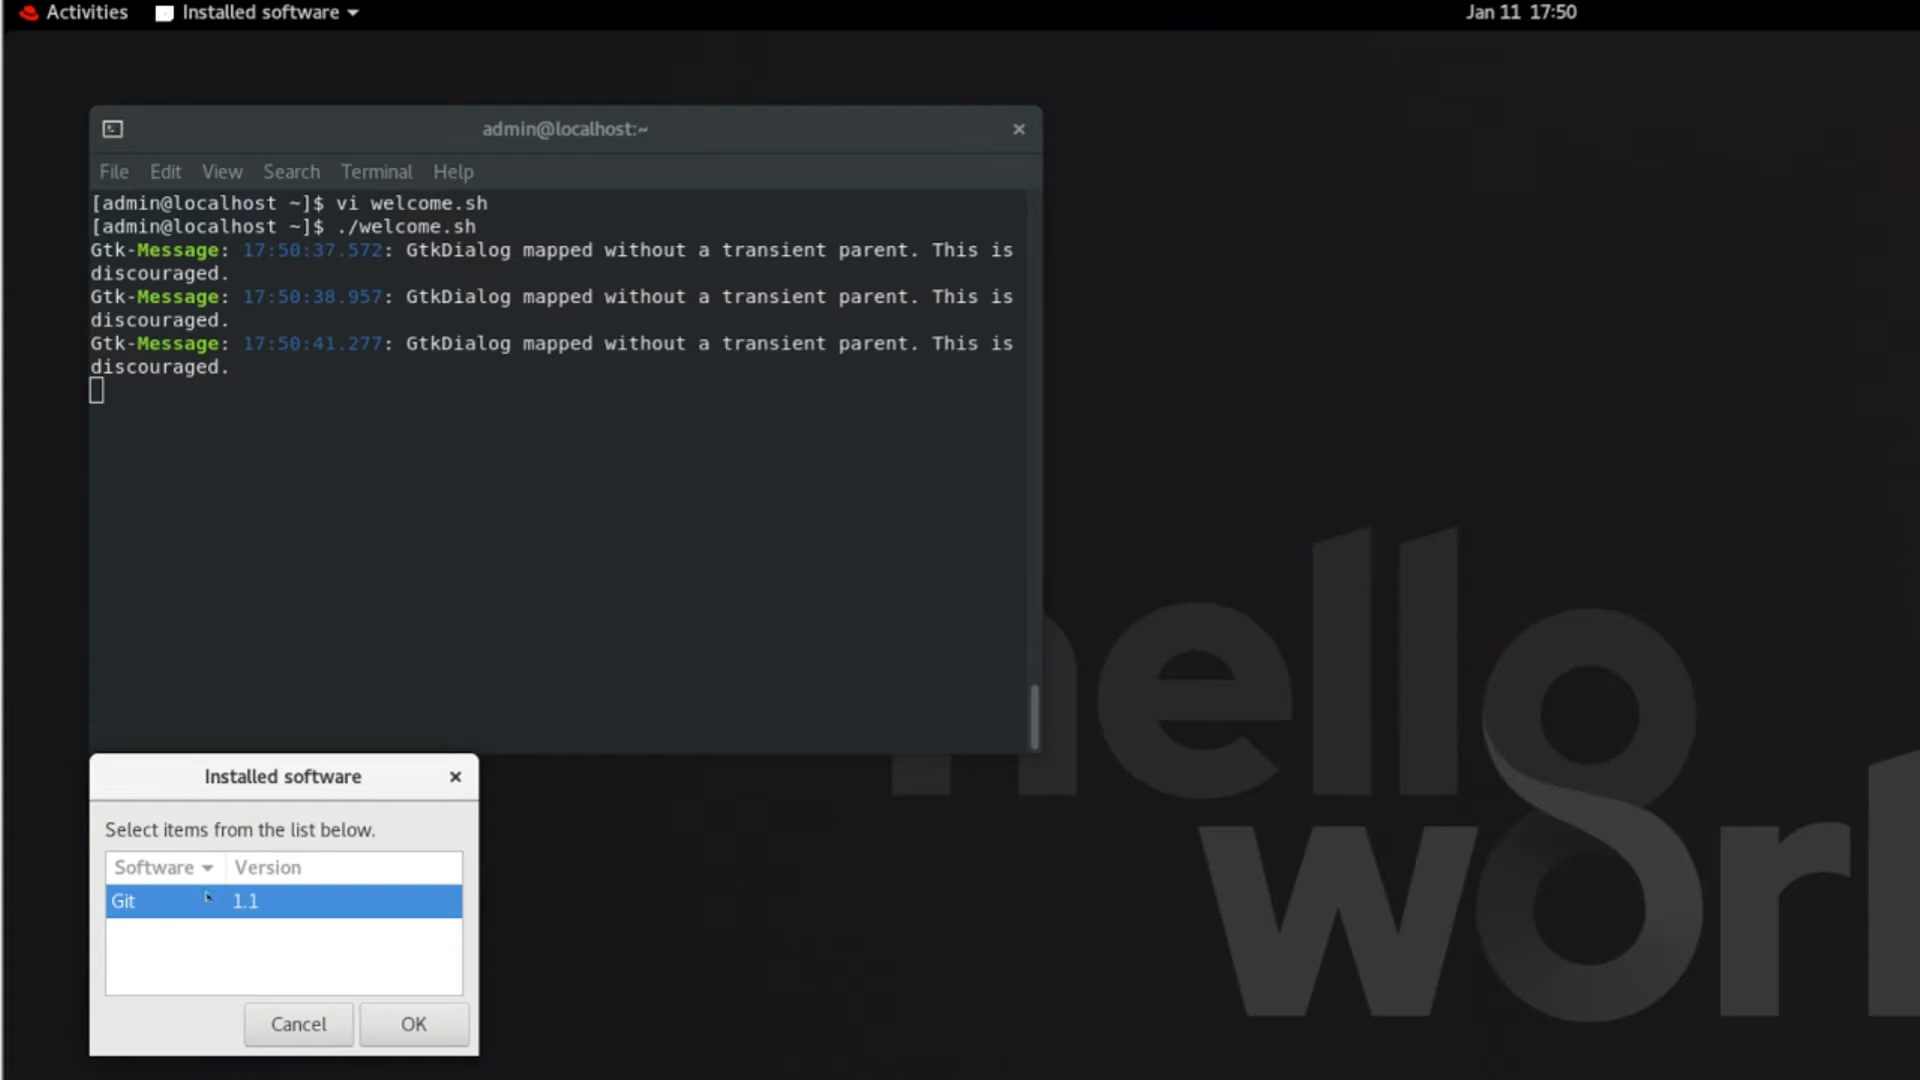 Activities Installed software Jan 11 17:50
admin@localhost:~
File Edit View Search Terminal Help
[admin@localhost ~]$ vi welcome.sh
[admin@localhost ~]$ ./welcome.sh
Gtk-Message: 17:50:37.572: GtkDialog mapped without a transient parent. This is
discouraged.
Gtk-Message: 17:50:38.957: GtkDialog mapped without a transient parent. This is
discouraged.
Gtk-Message: 17:50:41.277: GtkDialog mapped without a transient parent. This is
discouraged.
hello
worl
Installed software
Select items from the list below.
Software Version
Git 1.1
Cancel OK